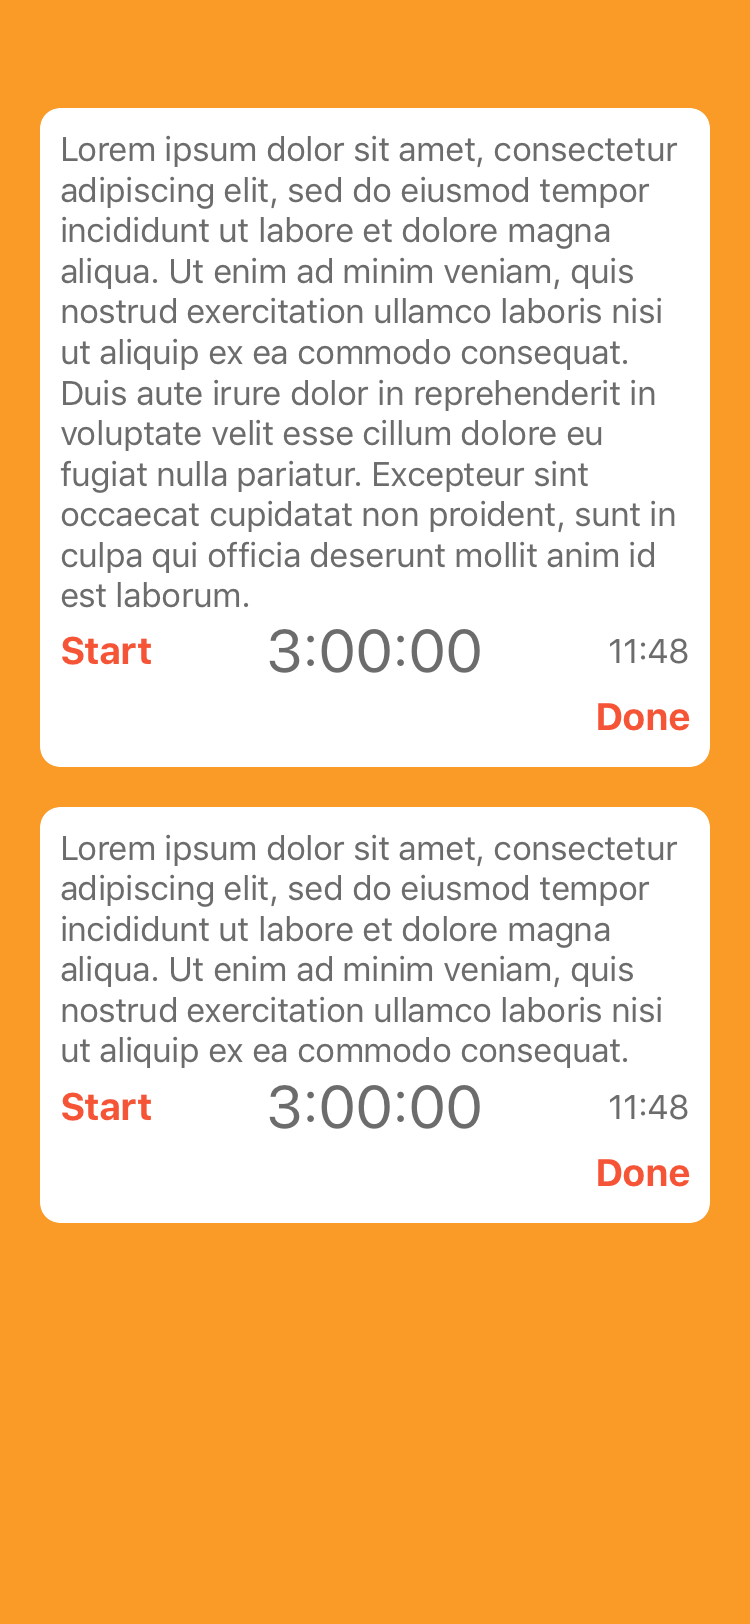 Lorem ipsum dolor sit amet, consectetur
adipiscing elit, sed do eiusmod tempor
incididunt ut labore et dolore magna
aliqua. Ut enim ad minim veniam, quis
nostrud exercitation ullamco laboris nisi
ut aliquip ex ea commodo consequat.
Duis aute irure dolor in reprehenderit in
voluptate velit esse cillum dolore eu
fugiat nulla pariatur. Excepteur sint
occaecat cupidatat non proident, sunt in
culpa qui officia deserunt mollit anim id
est laborum.
Start 3:00:00 11:48
Done
Lorem ipsum dolor sit amet, consectetur
adipiscing elit, sed do eiusmod tempor
incididunt ut labore et dolore magna
aliqua. Ut enim ad minim veniam, quis
nostrud exercitation ullamco laboris nisi
ut aliquip ex ea commodo consequat.
Start 3:00:00 11:48
Done